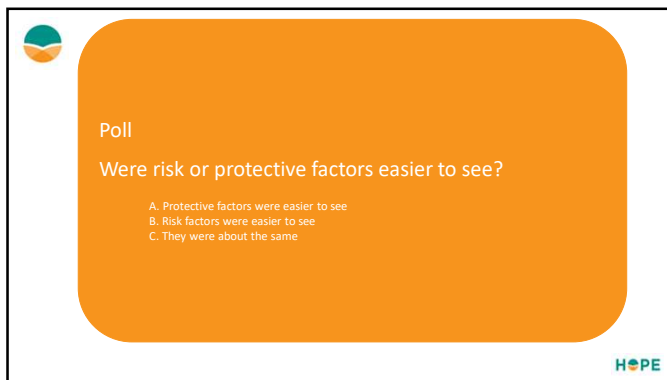 Poll
Were risk or protective factors easier to see?
A. Protective factors were easier to see
B. Risk factors were easier to see
C. They were about the same
HOPE